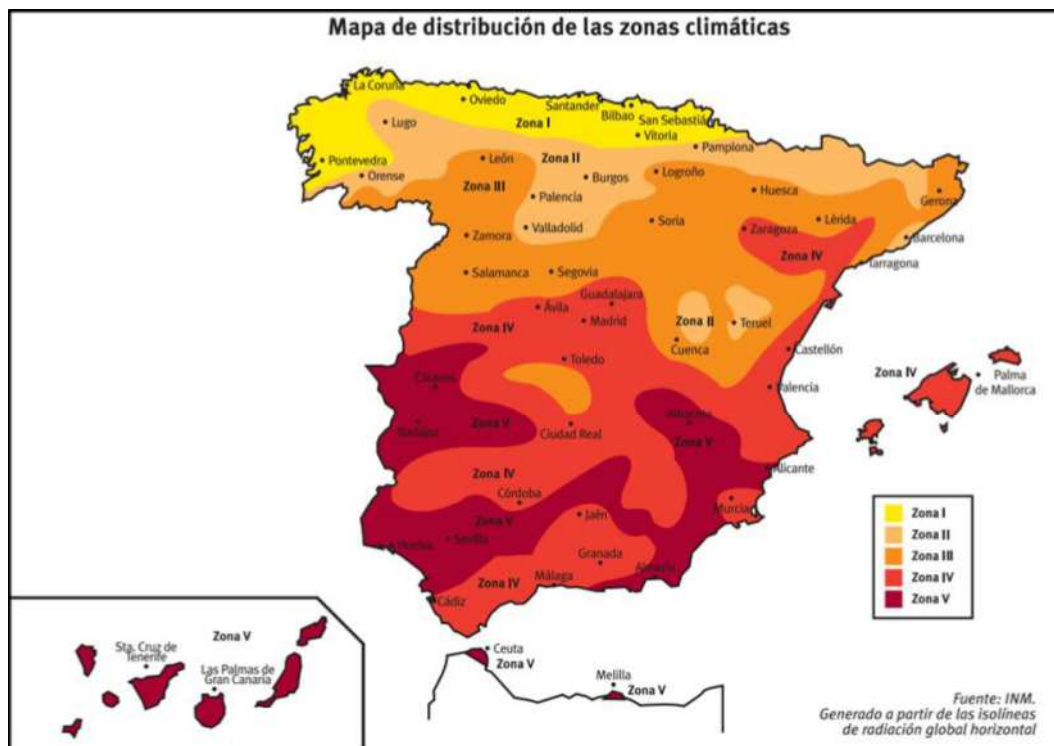 Mapa de distribución de las zonas climáticas
La Coruña
Oviedo
Santander
Bilbao
San Sebastián
Zona I
Vitoria
Lugo
Pamplona
Pontevedra
León
Zona II
Orense
Burgos
Logroño
Zona III
Palencia
Huesca
Gerona
Valladolid
Soria
Lérida
Zaragoza
Barcelona
Zamora
Zona IV
Tarragona
Salamanca
Segovia
Guadalajara
Ávila
Madrid
Zona IV
Zona II
Teruel
Cuenca
Castellón
Toledo
Zona IV
Palma
de Mallorca
Cáceres
Valencia
Albacete
Badajoz
Zona V
Ciudad Real
Zona V
Alicante
Zona IV
Córdoba
Murcia
Jaén
Zona V
Huelva
Sevilla
Granada
Almería
Zona IV
Málaga
Cádiz
Zona I
Zona II
Zona III
Zona IV
Zona V
Zona V
Sta. Cruz de
Tenerife
Las Palmas de
Gran Canaria
Ceuta
Zona V
Melilla
Zona V
Fuente: INM.
Generado a partir de las isolíneas
de radiación global horizontal